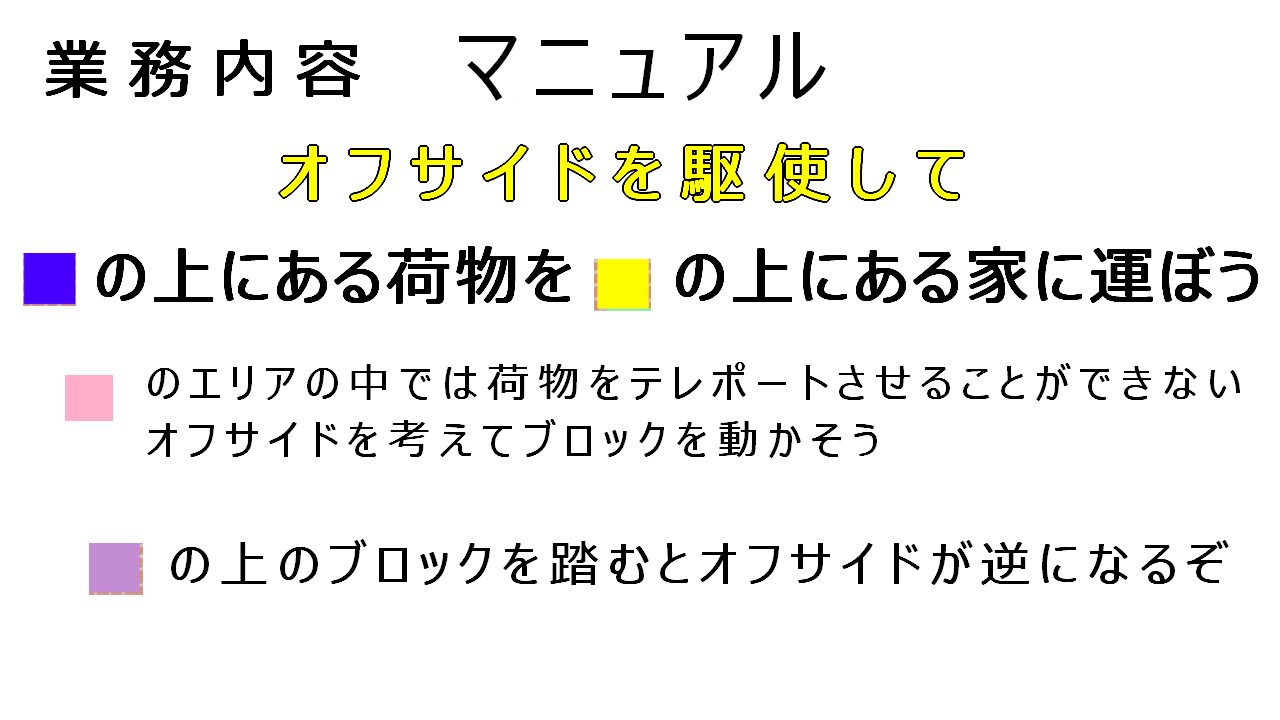 業務内容 マニュアル
オフサイドを駆使して
の上にある荷物を の上にある家に運ぼう
のエリアの中では荷物をテレポートさせることができない
オフサイドを考えてブロックを動かそう
の上のブロックを踏むとオフサイドが逆になるぞ